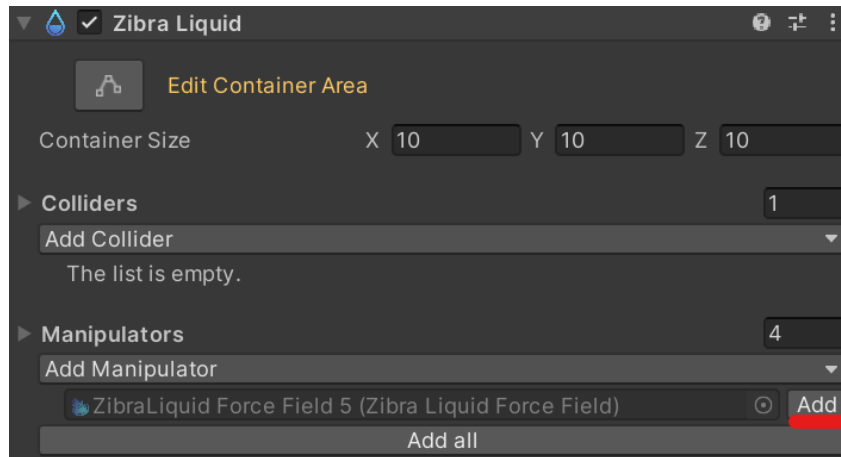 Zibra Liquid
Edit Container Area
Container Size X 10 Y 10 Z 10
Colliders 1
Add Collider
The list is empty.
Manipulators 4
Add Manipulator
ZibraLiquid Force Field 5 (Zibra Liquid Force Field) Add
Add all